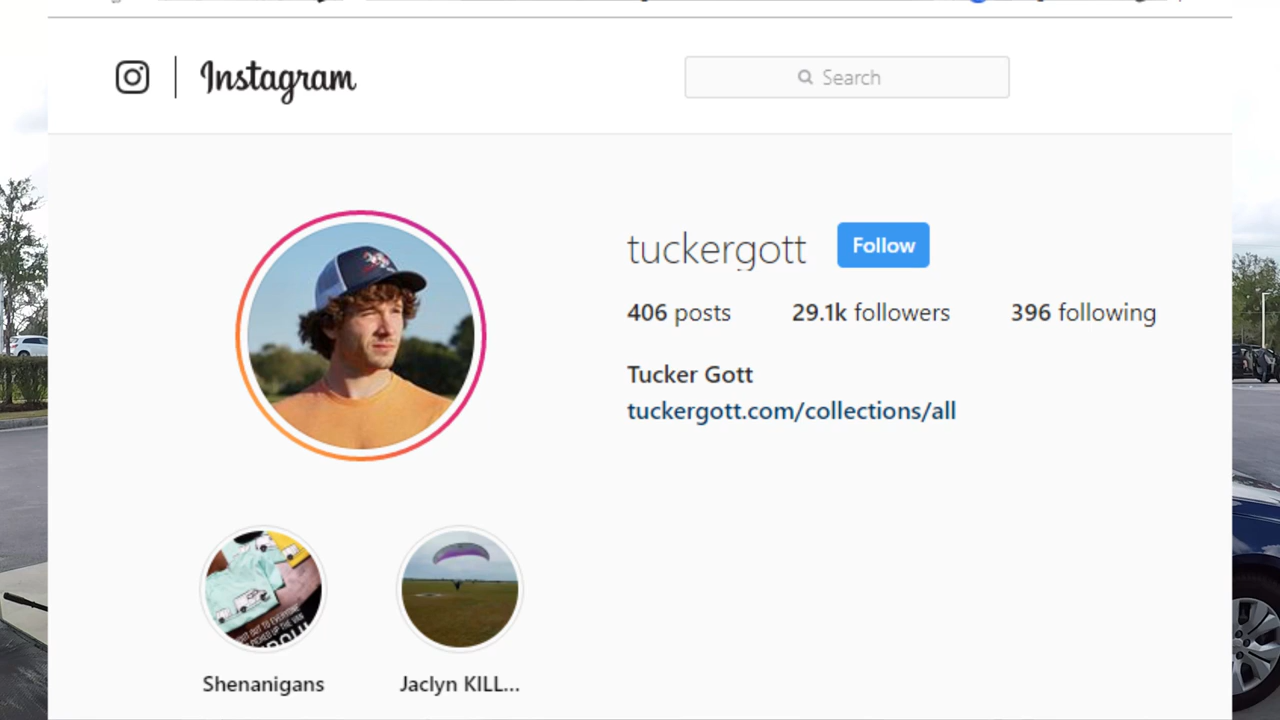 Instagram
Search
tuckergott Follow
406 posts 29.1k followers 396 following
Tucker Gott
tuckergott.com/collections/all
Shenanigans Jaclyn KILL...